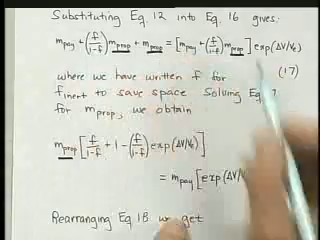 Substituting Eq. 12 into Eq. 16 gives:
m_pay + (f/1-f) m_prop + m_prop = [m_pay + (f/1-f) m_prop] exp(ΔV/V_e)
(17)
where we have written f for
f_inert to save space Solving Eq.
for m_prop, we obtain
m_prop [f/1-f + 1 - (f/1-f) exp(ΔV/V_e)]
= m_pay [exp(ΔV/
Rearranging Eq 18 we get